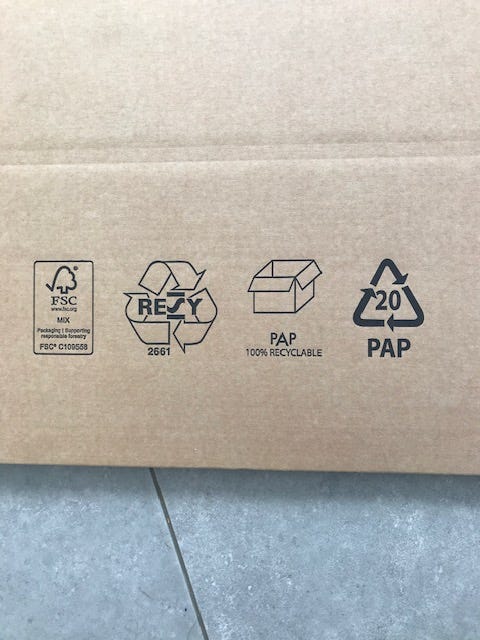 FSC
www.fsc.org
MIX
Packaging | Supporting
responsible forestry
FSC® C109558
RESY
2661
PAP
100% RECYCLABLE
20
PAP